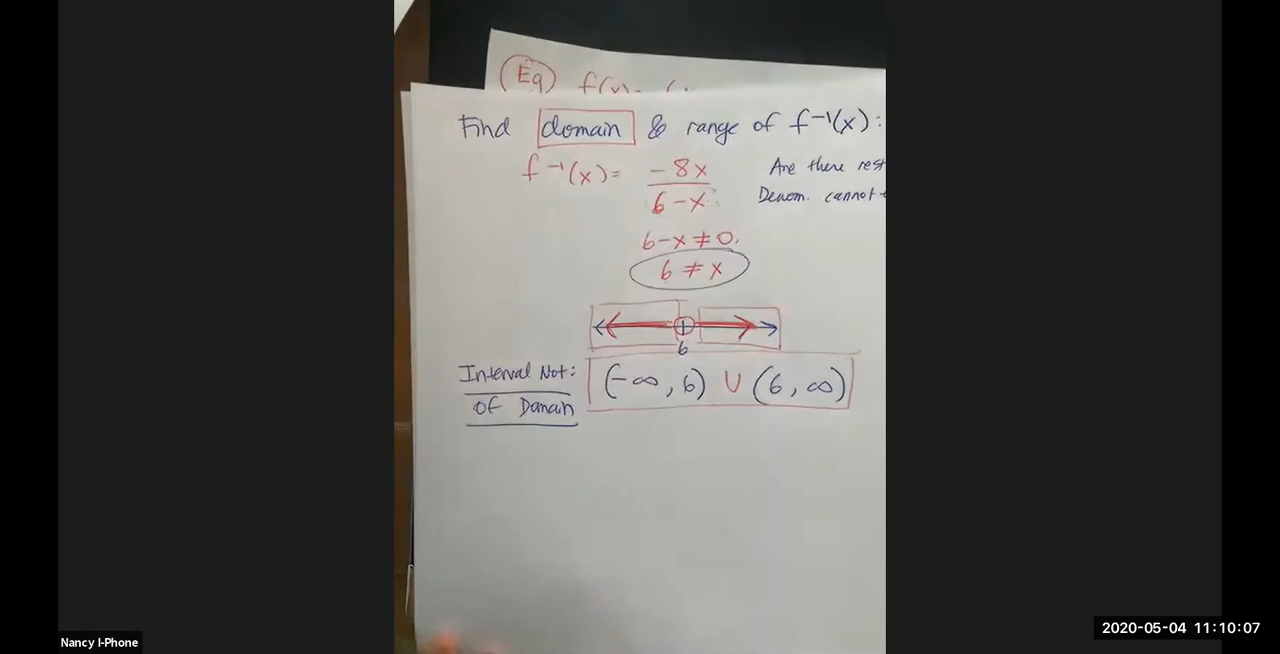 Eq
Find domain & range of f⁻¹(x):
f⁻¹(x) = -8x / 6-x
Are there
Denom. cannot
6-x ≠ 0.
6 ≠ x
6
Interval Not: (-∞, 6) ∪ (6, ∞)
Of Domain
Nancy I-Phone
2020-05-04 11:10:07